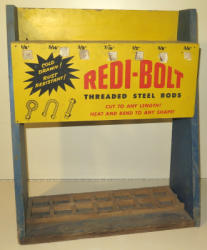 COLD
DRAWN!
RUST
RESISTANT!
REDI-BOLT
THREADED STEEL RODS
CUT TO ANY LENGTH!
HEAT AND BEND TO ANY SHAPE!